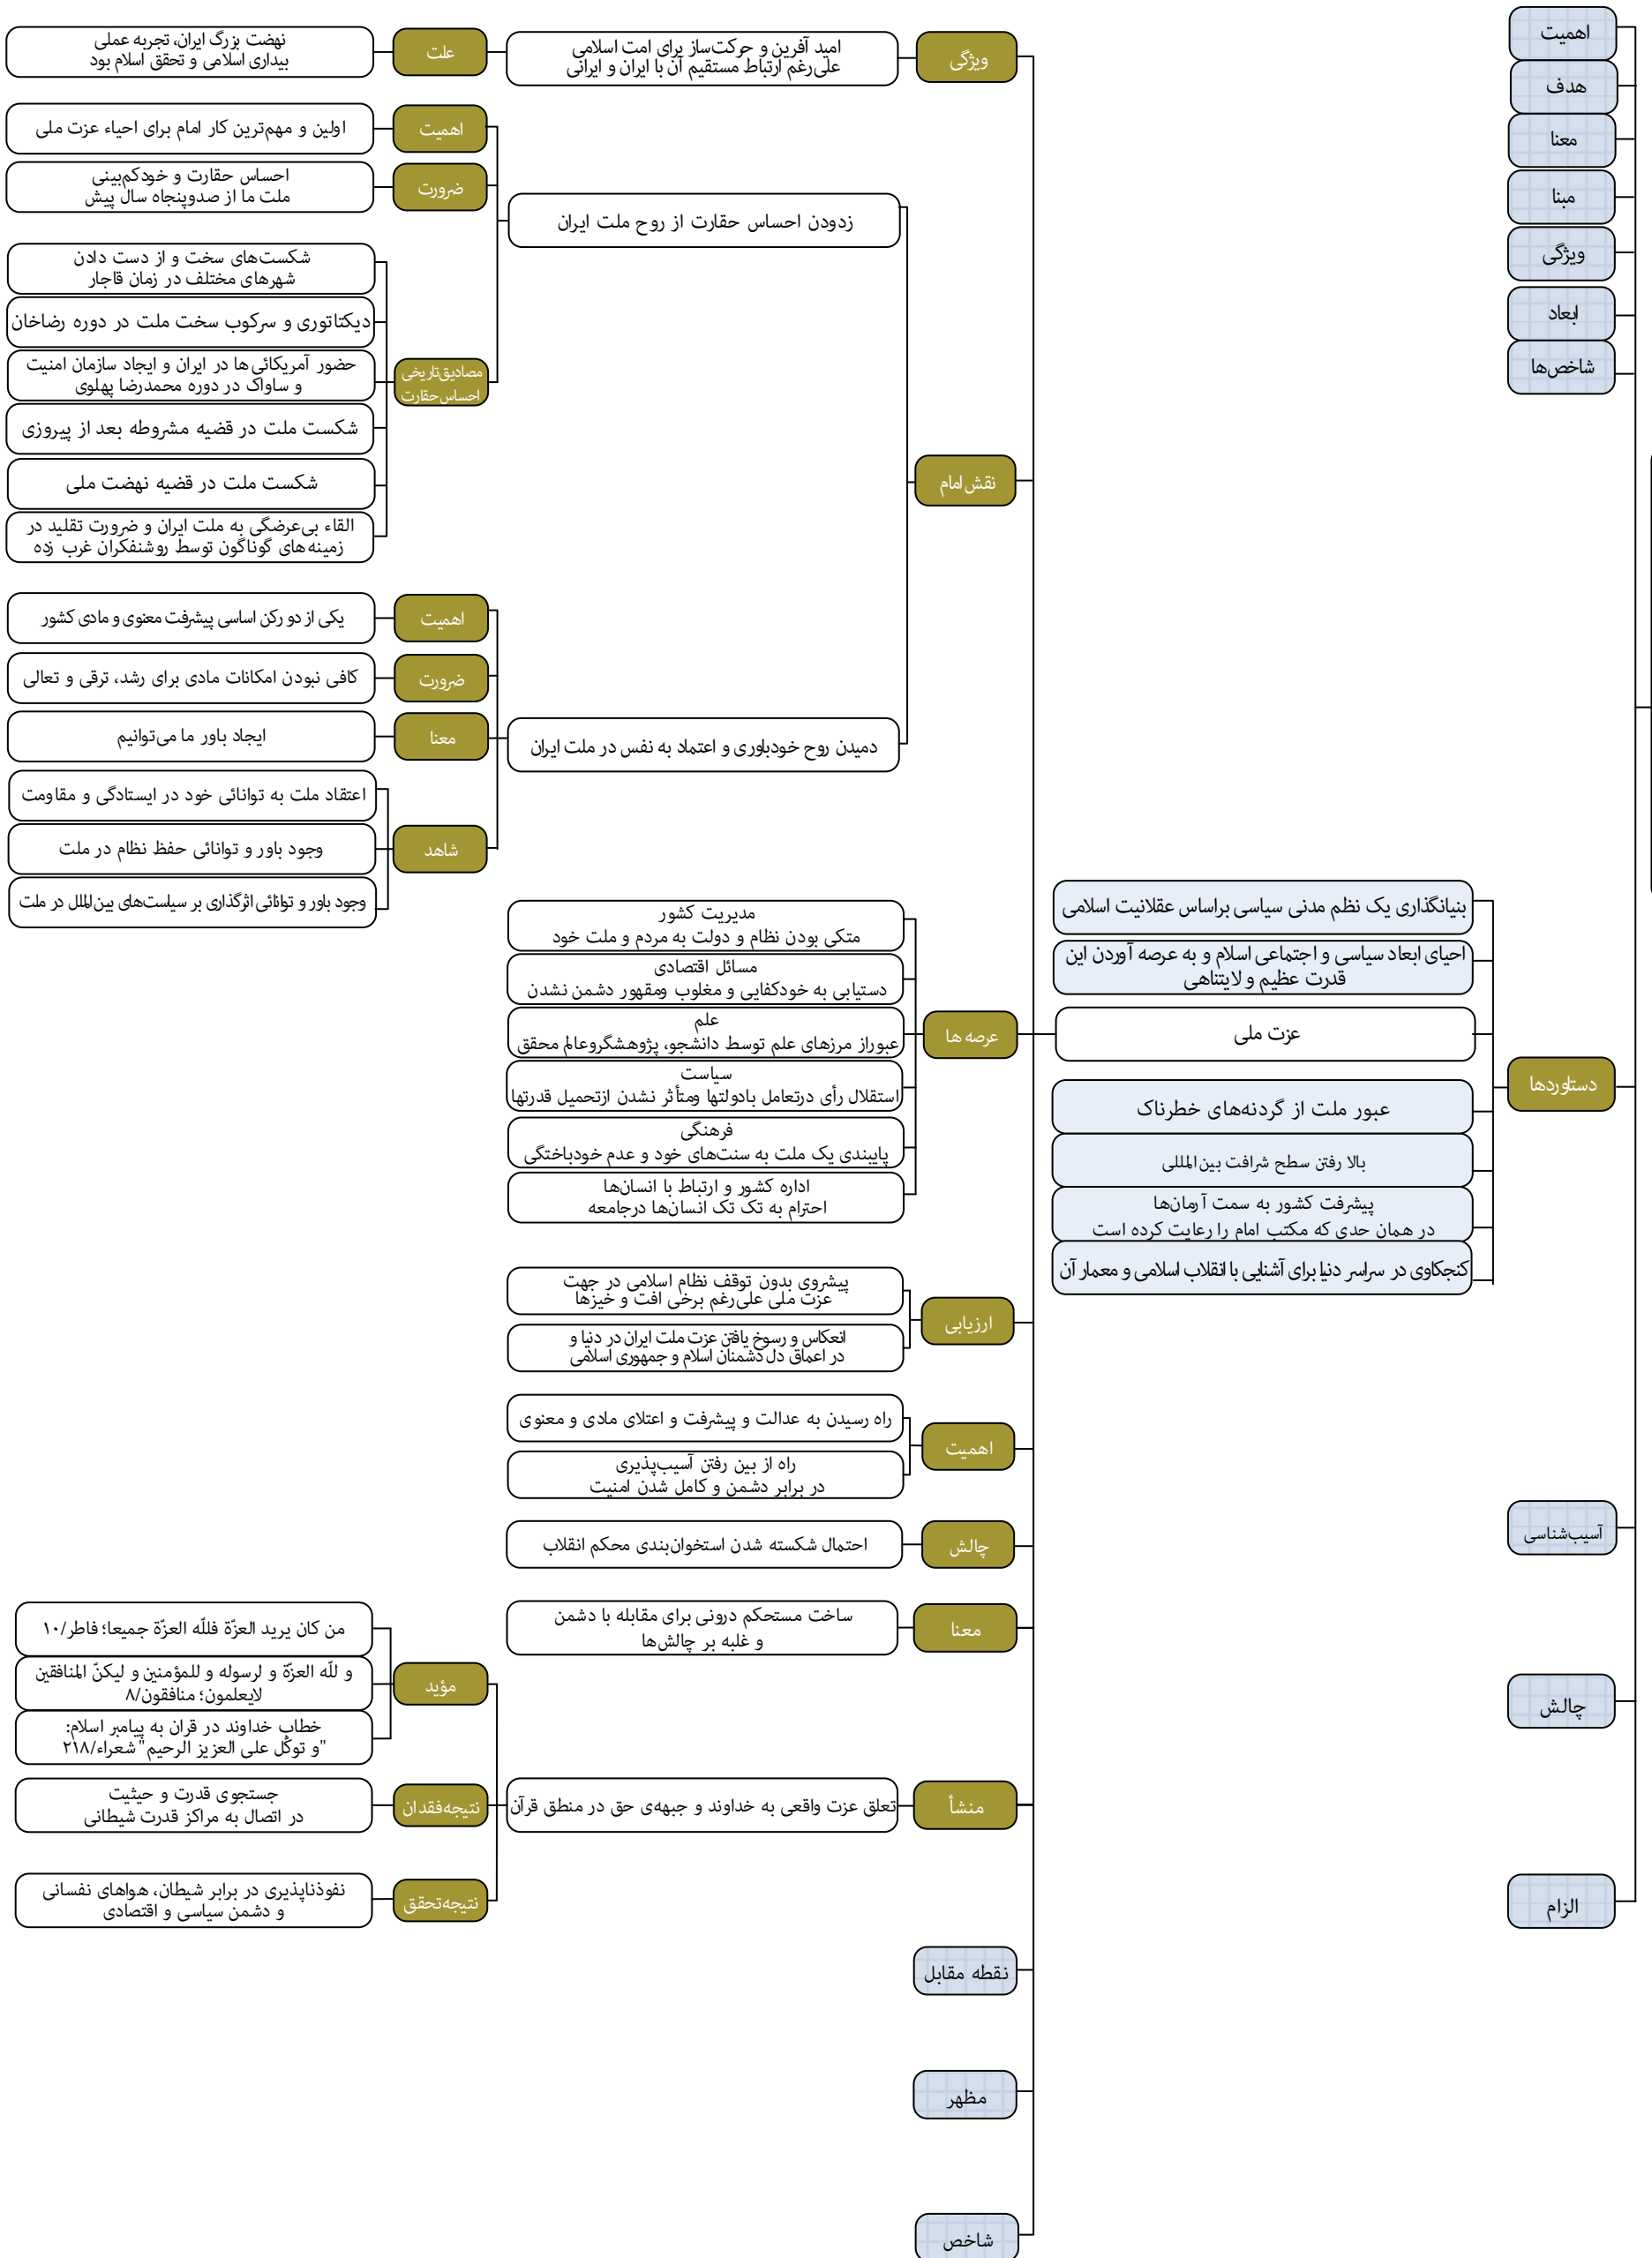 اهمیت
هدف
معنا
مبنا
ویژگی
ابعاد
شاخص‌ها
دستاوردها
بنیانگذاری یک نظم مدنی سیاسی براساس عقلانیت اسلامی
احیای ابعاد سیاسی و اجتماعی اسلام و به عرصه آوردن این
قدرت عظیم و لایتناهی
عزت ملی
ویژگی
امید آفرین و حرکت‌ساز برای امت اسلامی
علی‌رغم ارتباط مستقیم آن با ایران و ایرانی
علت
نهضت بزرگ ایران، تجربه عملی
بیداری اسلامی و تحقق اسلام بود
نقش امام
زدودن احساس حقارت از روح ملت ایران
اهمیت
اولین و مهم‌ترین کار امام برای احیاء عزت ملی
ضرورت
احساس حقارت و خودکم‌بینی
ملت ما از صدوپنجاه سال پیش
مصادیق‌تاریخی
احساس‌حقارت
شکست‌های سخت و از دست دادن
شهرهای مختلف در زمان قاجار
دیکتاتوری و سرکوب سخت ملت در دوره رضاخان
حضور آمریکائی‌ها در ایران و ایجاد سازمان امنیت
و ساواک در دوره محمدرضا پهلوی
شکست ملت در قضیه مشروطه بعد از پیروزی
شکست ملت در قضیه نهضت ملی
القاء بی‌عرضگی به ملت ایران و ضرورت تقلید در
زمینه‌های گوناگون توسط روشنفکران غرب زده
دمیدن روح خودباوری و اعتماد به نفس در ملت ایران
اهمیت
یکی از دو رکن اساسی پیشرفت معنوی و مادی کشور
ضرورت
کافی نبودن امکانات مادی برای رشد، ترقی و تعالی
معنا
ایجاد باور ما می‌توانیم
شاهد
اعتقاد ملت به توانائی خود در ایستادگی و مقاومت
وجود باور و توانائی حفظ نظام در ملت
وجود باور و توانائی اثرگذاری بر سیاست‌های بین‌الملل در ملت
عرصه ها
مدیریت کشور
متکی بودن نظام و دولت به مردم و ملت خود
مسائل اقتصادی
دستیابی به خودکفایی و مغلوب ومقهور دشمن نشدن
علم
عبوراز مرزهای علم توسط دانشجو، پژوهشگروعالم محقق
سیاست
استقلال رأی درتعامل بادولتها ومتأثر نشدن ازتحمیل قدرتها
فرهنگی
پایبندی یک ملت به سنت‌های خود و عدم خودباختگی
اداره کشور و ارتباط با انسان‌ها
احترام به تک تک انسان‌ها درجامعه
ارزیابی
پیشروی بدون توقف نظام اسلامی در جهت
عزت ملی علی‌رغم برخی افت و خیزها
انعکاس و رسوخ یافتن عزت ملت ایران در دنیا و
در اعماق دل دشمنان اسلام و جمهوری اسلامی
اهمیت
راه رسیدن به عدالت و پیشرفت و اعتلای مادی و معنوی
راه از بین رفتن آسیب‌پذیری
در برابر دشمن و کامل شدن امنیت
چالش
احتمال شکسته شدن استخوان‌بندی محکم انقلاب
معنا
ساخت مستحکم درونی برای مقابله با دشمن
و غلبه بر چالش‌ها
منشأ
تعلق عزت واقعی به خداوند و جبهه‌ی حق در منطق قرآن
مؤید
من کان یرید العزّة فللّه العزّة جمیعا؛ فاطر/۱۰
و للّه العزّة و لرسوله و للمؤمنین و لیکنّ المنافقین
لایعلمون؛ منافقون/۸
خطاب خداوند در قران به پیامبر اسلام:
"و توکّل علی العزیز الرحیم" شعراء/۲۱۸
نتیجه‌فقدان
جستجوی قدرت و حیثیت
در اتصال به مراکز قدرت شیطانی
نتیجه‌تحقق
نفوذناپذیری در برابر شیطان، هواهای نفسانی
و دشمن سیاسی و اقتصادی
نقطه مقابل
مظهر
شاخص
عبور ملت از گردنه‌های خطرناک
بالا رفتن سطح شرافت بین‌المللی
پیشرفت کشور به سمت آرمان‌ها
در همان حدی که مکتب امام را رعایت کرده است
کنجکاوی در سراسر دنیا برای آشنایی با انقلاب اسلامی و معمار آن
آسیب‌شناسی
چالش
الزام